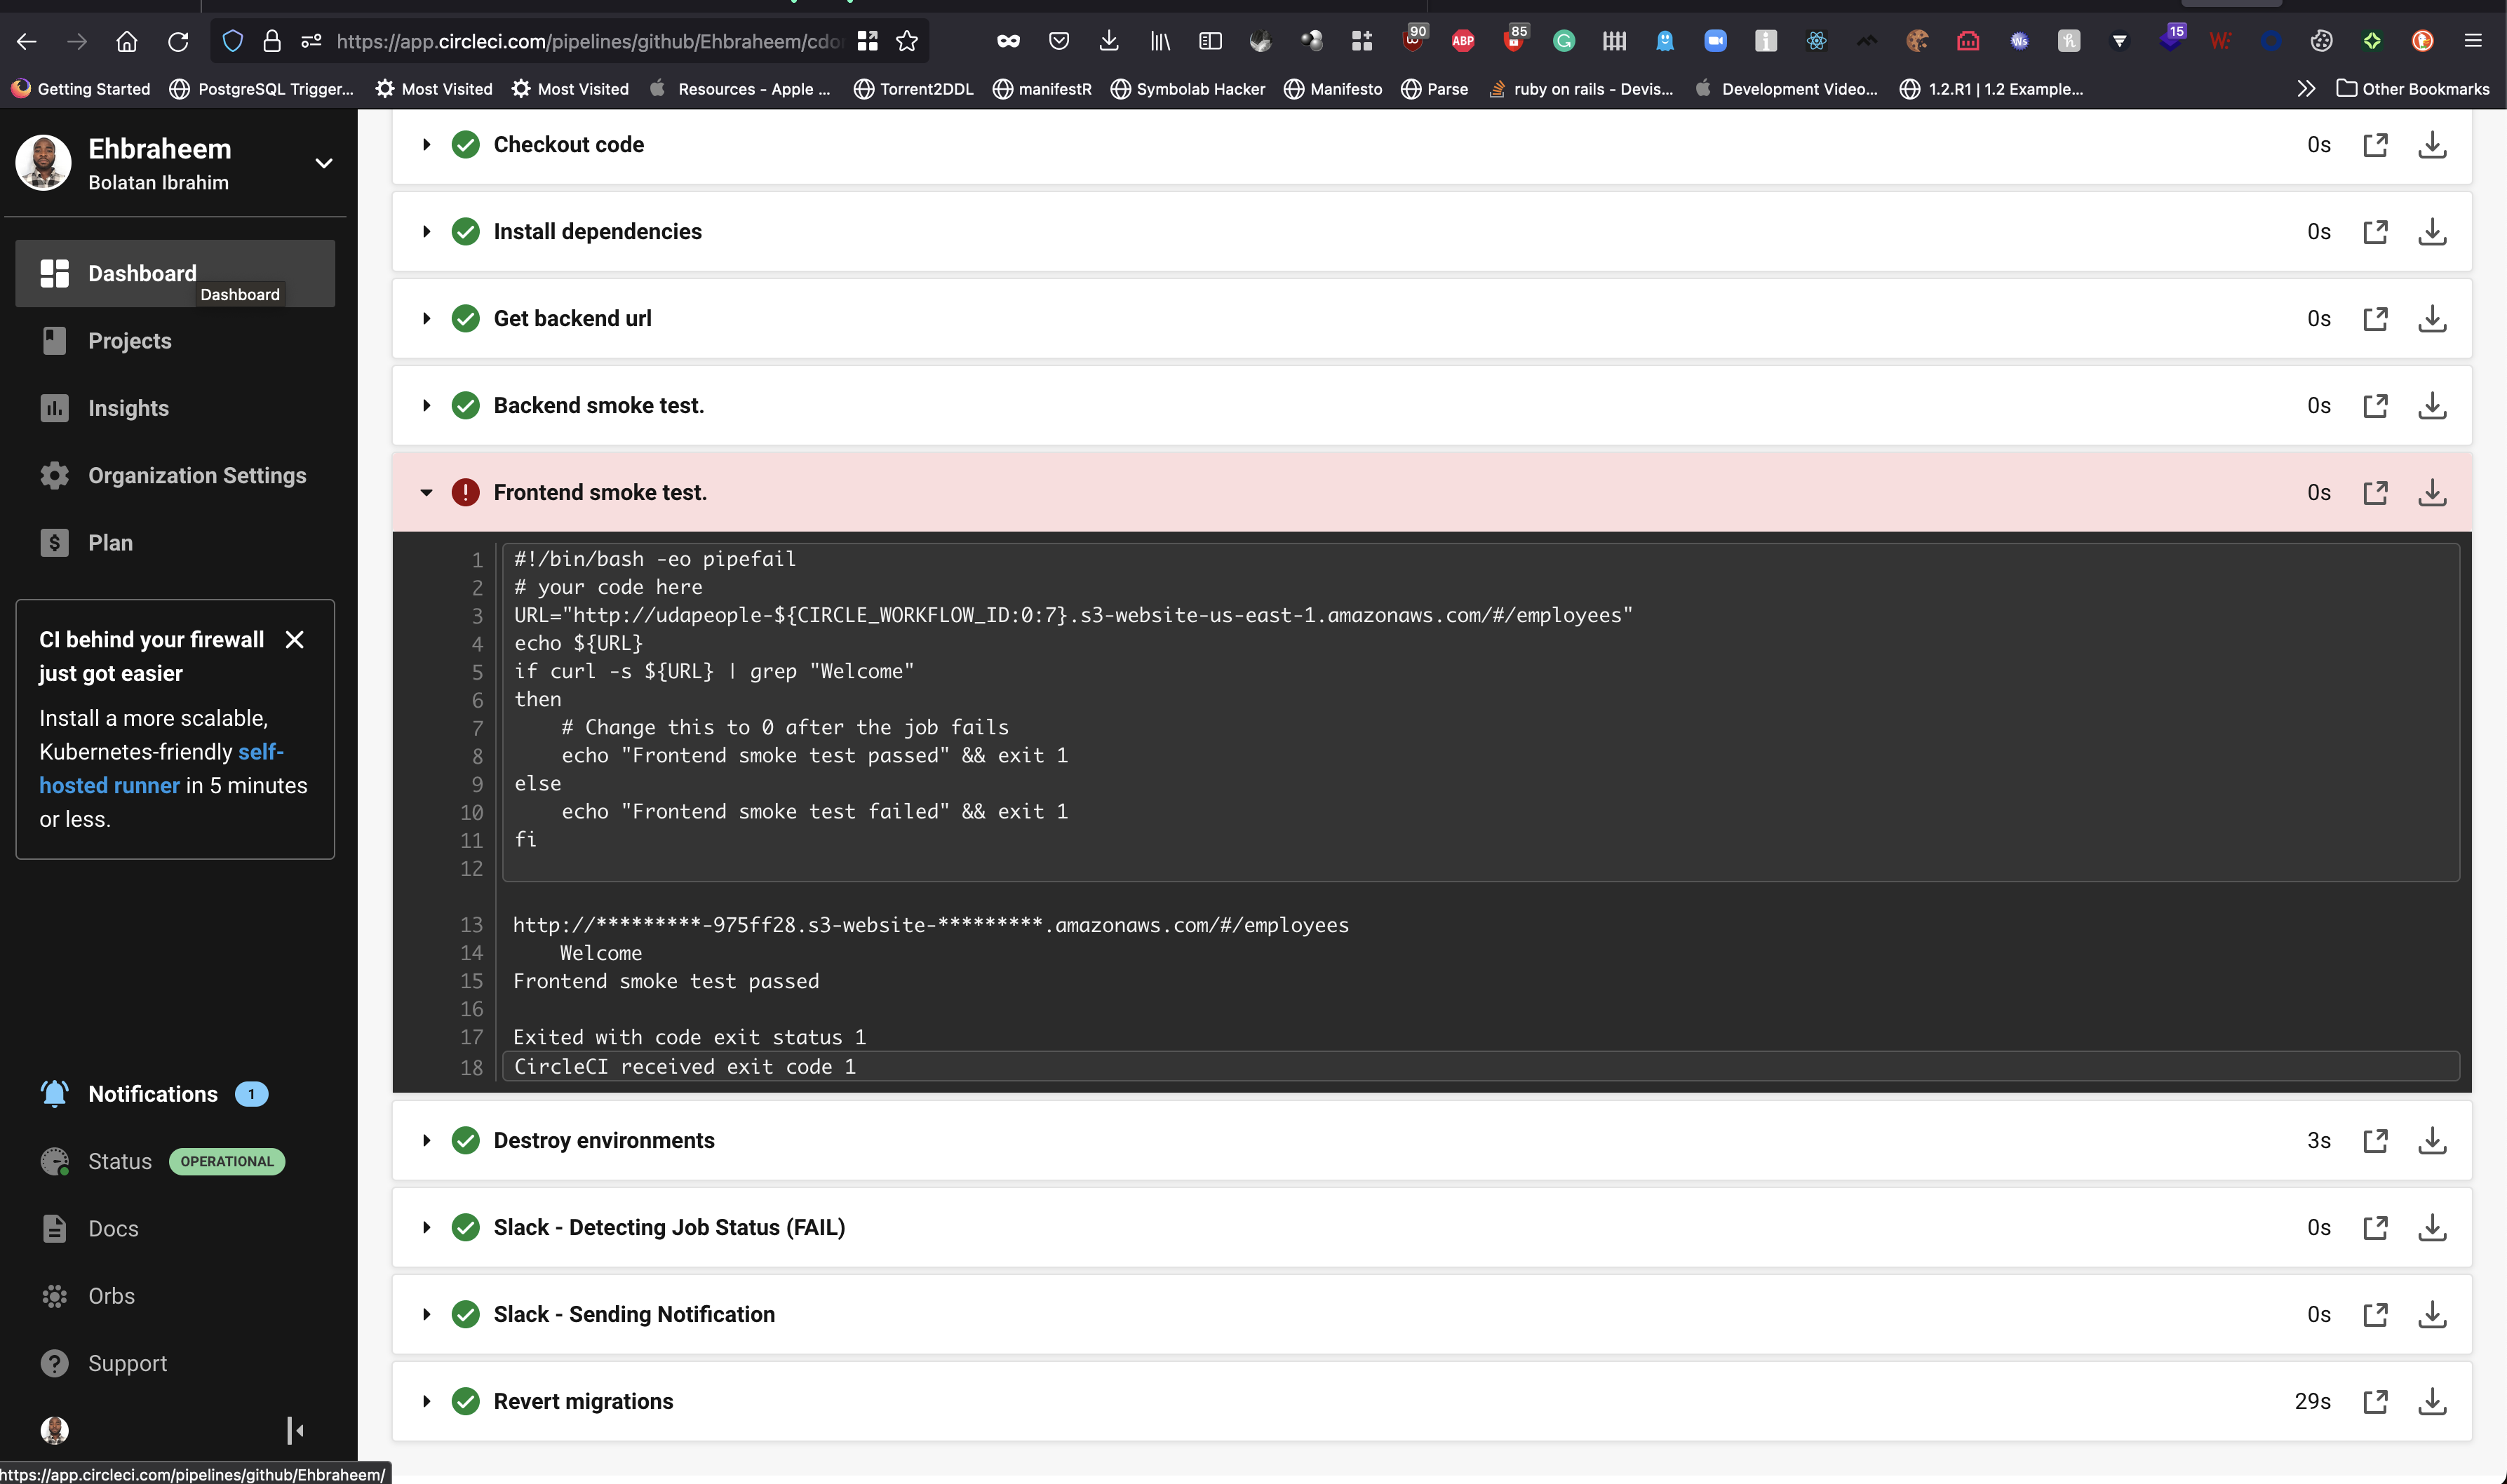 https://app.circleci.com/pipelines/github/Ehbraheem/cdo
90
ABP
85
15
Getting Started
PostgreSQL Trigger...
Most Visited
Most Visited
Resources - Apple ...
Torrent2DDL
manifestR
Symbolab Hacker
Manifesto
Parse
ruby on rails - Devis...
Development Video...
1.2.R1 | 1.2 Example...
Other Bookmarks
Ehbraheem
Bolatan Ibrahim
Dashboard
Dashboard
Projects
Insights
Organization Settings
Plan
CI behind your firewall
just got easier
Install a more scalable,
Kubernetes-friendly self-
hosted runner in 5 minutes
or less.
Notifications 1
Status OPERATIONAL
Docs
Orbs
Support
https://app.circleci.com/pipelines/github/Ehbraheem/
Checkout code 0s
Install dependencies 0s
Get backend url 0s
Backend smoke test. 0s
Frontend smoke test. 0s
1 #!/bin/bash -eo pipefail
2 # your code here
3 URL="http://udapeople-${CIRCLE_WORKFLOW_ID:0:7}.s3-website-us-east-1.amazonaws.com/#/employees"
4 echo ${URL}
5 if curl -s ${URL} | grep "Welcome"
6 then
7 # Change this to 0 after the job fails
8 echo "Frontend smoke test passed" && exit 1
9 else
10 echo "Frontend smoke test failed" && exit 1
11 fi
12
13 http://*********-975ff28.s3-website-*********.amazonaws.com/#/employees
14 Welcome
15 Frontend smoke test passed
16
17 Exited with code exit status 1
18 CircleCI received exit code 1
Destroy environments 3s
Slack - Detecting Job Status (FAIL) 0s
Slack - Sending Notification 0s
Revert migrations 29s